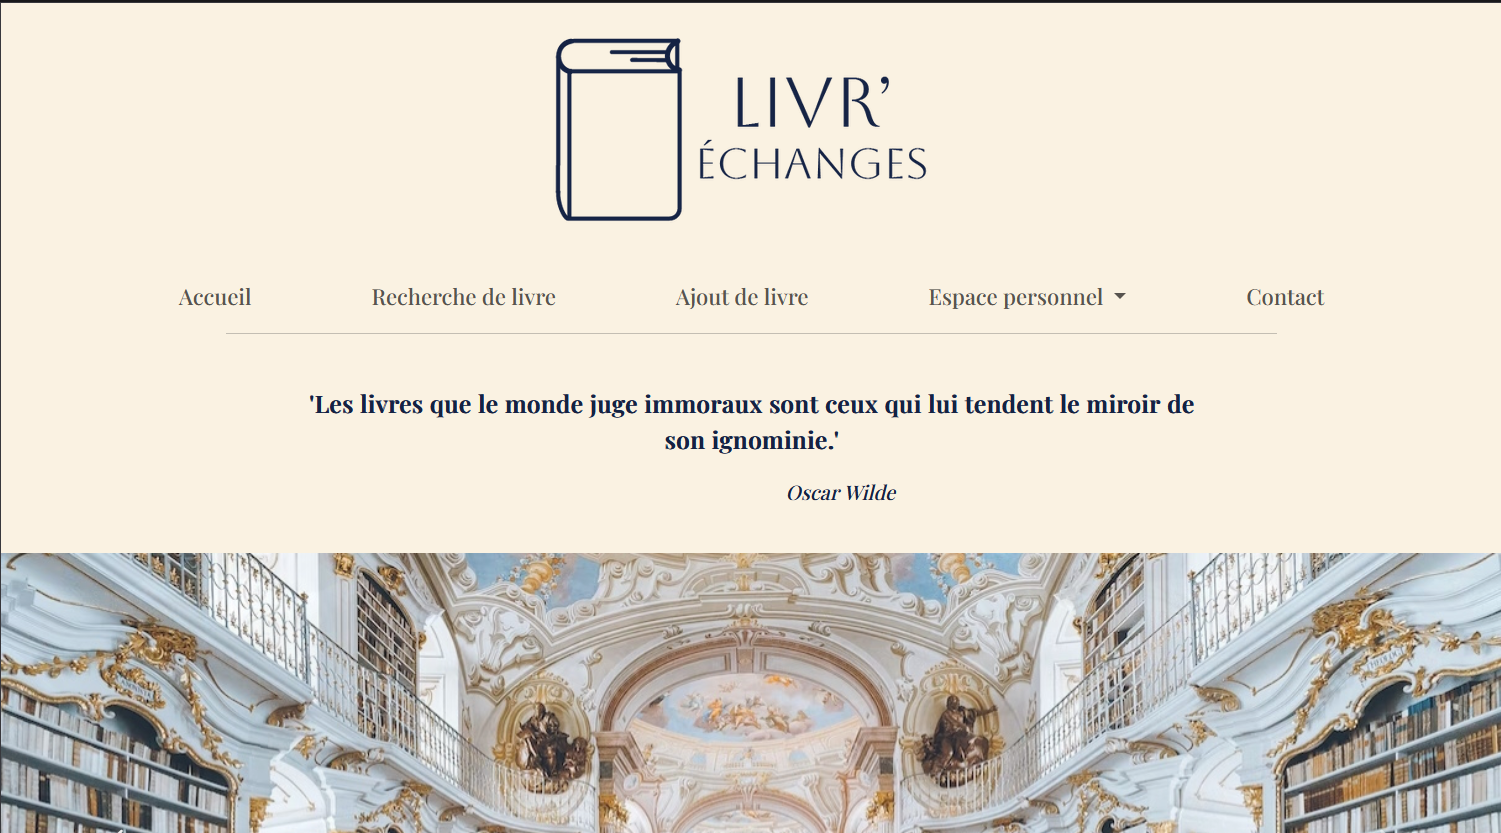 LIVR'
ÉCHANGES
Accueil Recherche de livre Ajout de livre Espace personnel Contact
'Les livres que le monde juge immoraux sont ceux qui lui tendent le miroir de
son ignominie.'
Oscar Wilde